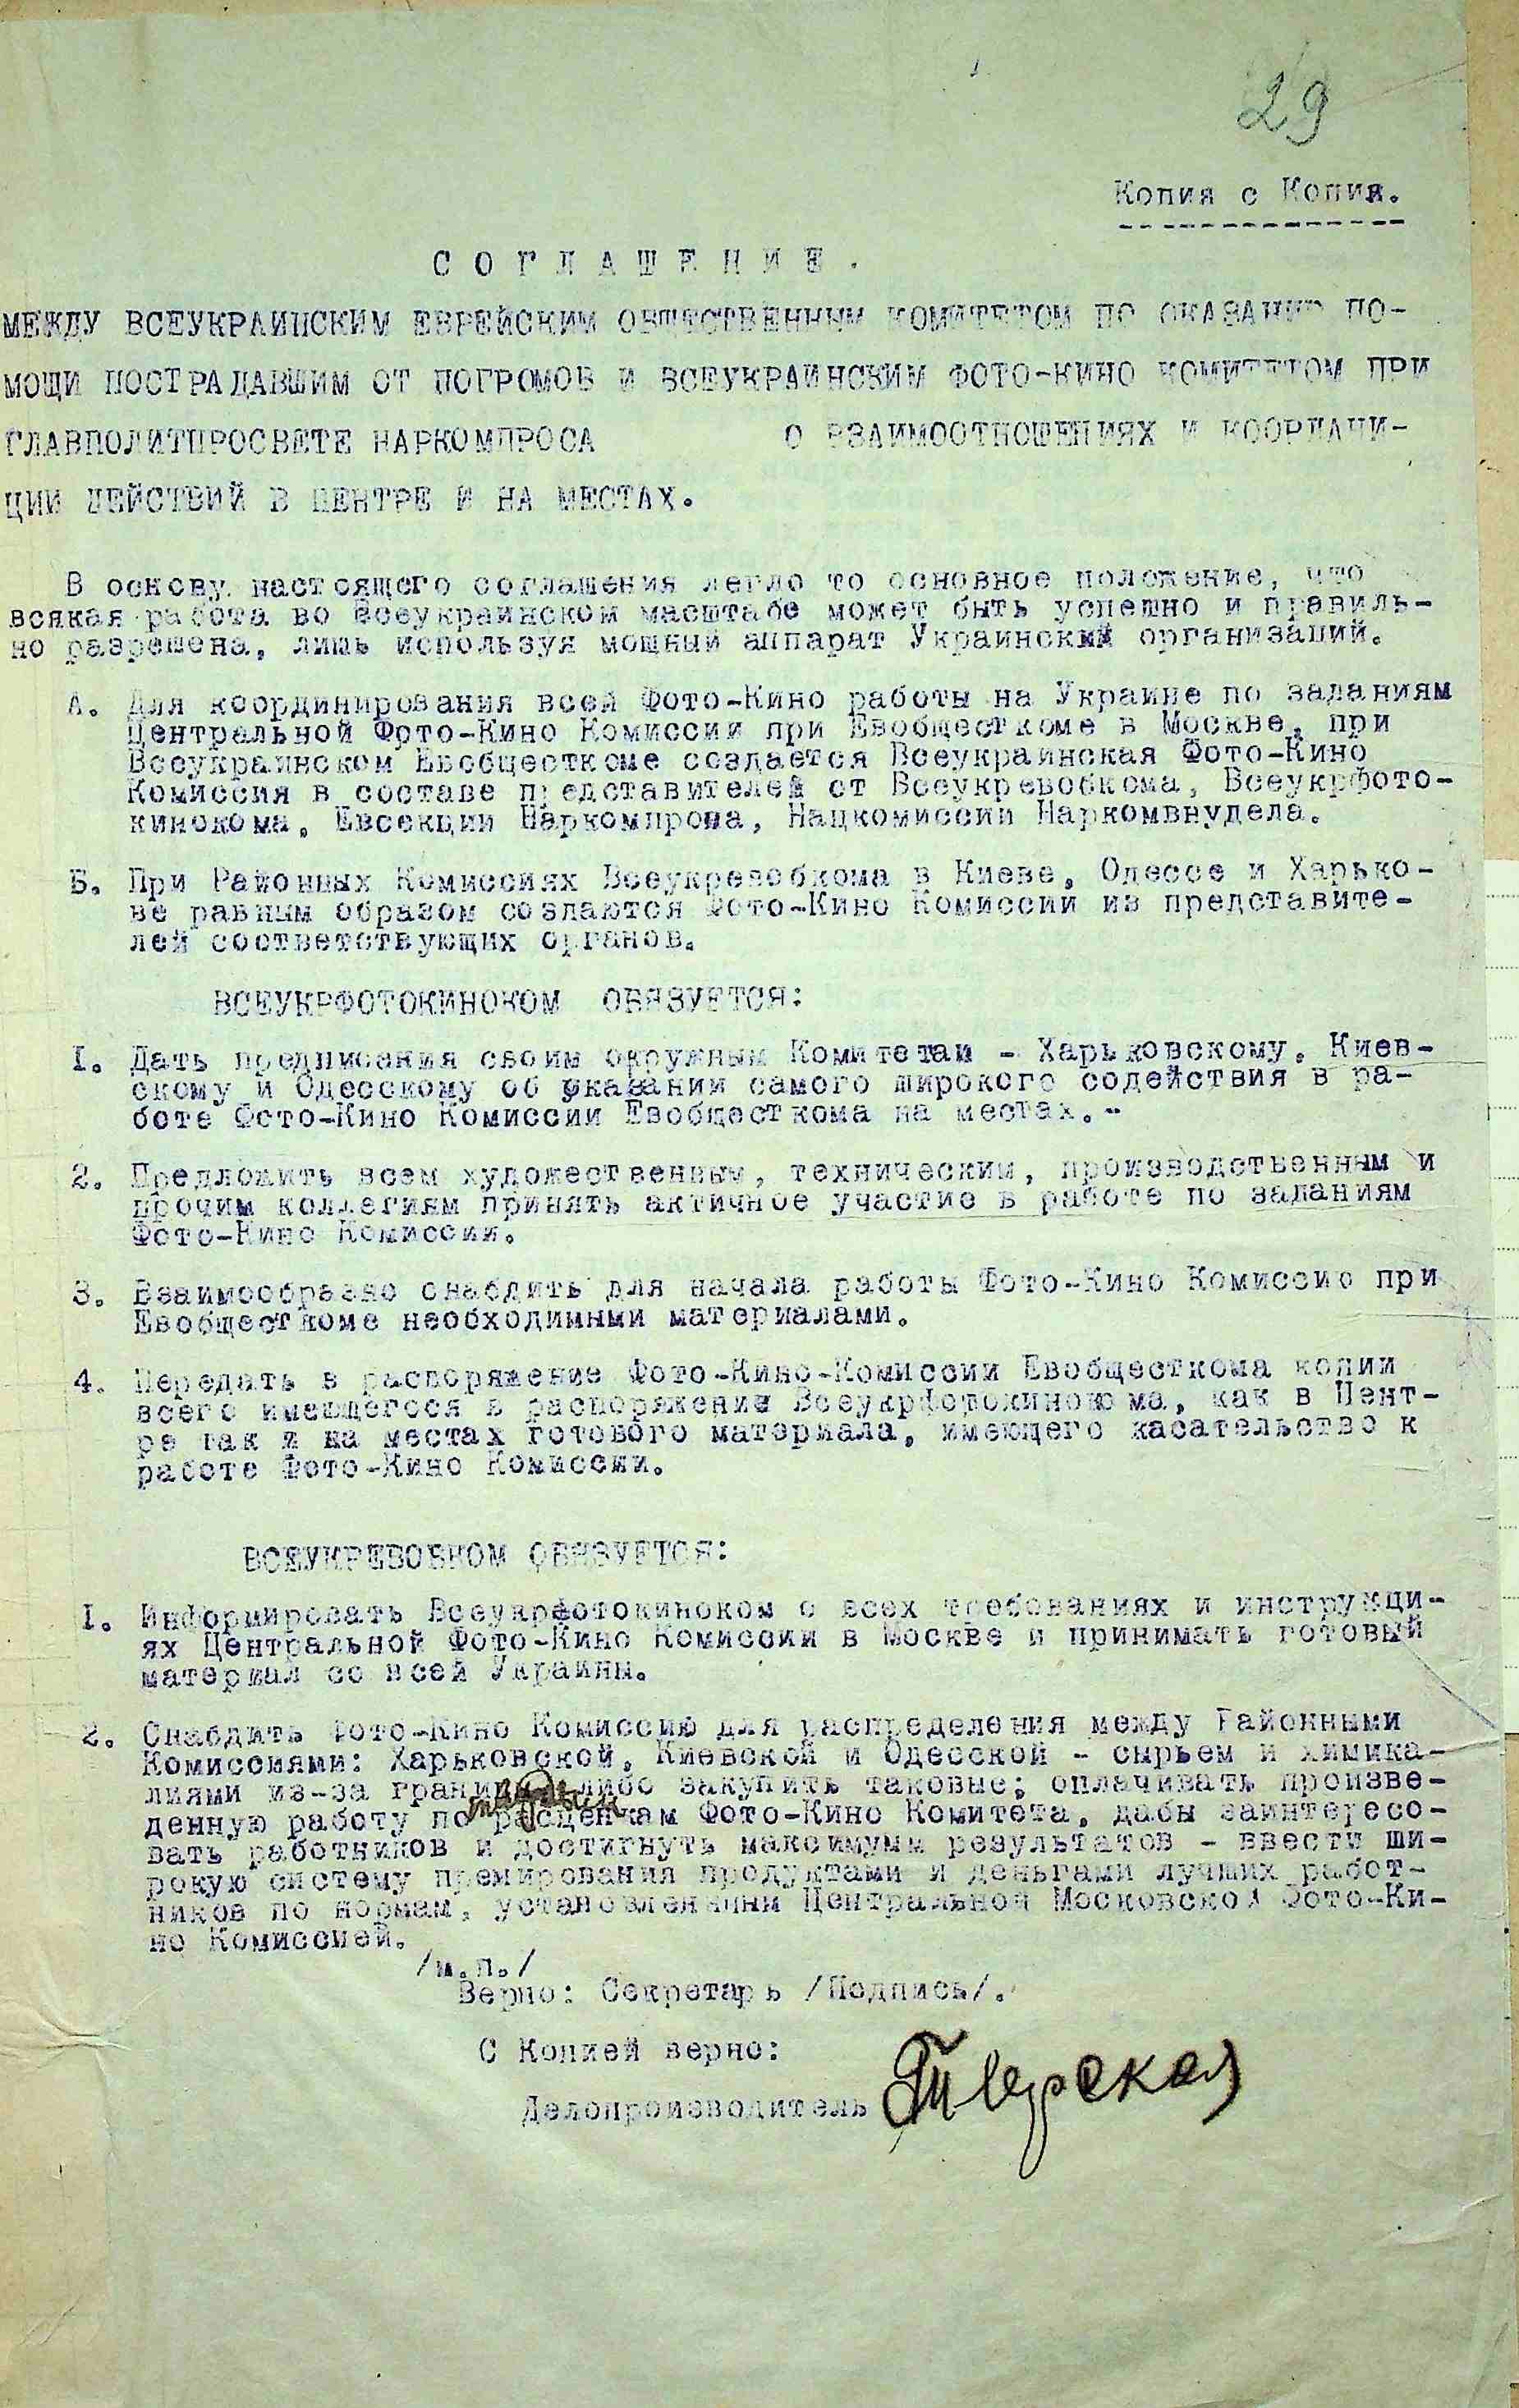 29
Копия с Копия.
СОГЛАШЕНИЕ.
МЕЖДУ ВСЕУКРАИНСКИМ ЕВРЕЙСКИМ ОБЩЕСТВЕННЫМ КОМИТЕТОМ ПО ОКАЗАНИЮ ПО-
МОЩИ ПОСТРАДАВШИМ ОТ ПОГРОМОВ И ВСЕУКРАИНСКИМ ФОТО-КИНО КОМИТЕТОМ ПРИ
ГЛАВПОЛИТПРОСВЕТЕ НАРКОМПРОСА О ВЗАИМООТНОШЕНИЯХ И КООРДАНИ-
ЦИИ ДЕЙСТВИЙ В ЦЕНТРЕ И НА МЕСТАХ.
В основу настоящего соглашения легло то основное положение, что
всякая работа во Всеукраинском масштабе может быть успешно и правиль-
но разрешена, лишь используя мощный аппарат Украинских организаций.
А. Для координирования всей Фото-Кино работы на Украине по заданиям
Центральной Фото-Кино Комиссии при Евобщесткоме в Москве, при
Всеукраинском Евобщесткоме создается Всеукраинская Фото-Кино
Комиссия в составе представителей от Всеукревобкома, Всеукрфото-
кинокома, Евсекции Наркомпроса, Нацкомиссии Наркомвнудела.
Б. При Районных Комиссиях Всеукревобкома в Киеве, Одессе и Харько-
ве равным образом создаются Фото-Кино Комиссии из представите-
лей соответствующих органов.
ВСЕУКРФОТОКИНОКОМ ОБЯЗУЕТСЯ:
I. Дать предписания своим окружным Комитетам - Харьковскому, Киев-
скому и Одесскому об указании самого широкого содействия в ра-
боте Фото-Кино Комиссии Евобщесткома на местах.-
2. Предложить всем художественным, техническим, производственным и
прочим коллегиям принять актичное участие в работе по заданиям
Фото-Кино Комиссии.
3. Взаимообразно снабдить для начала работы Фото-Кино Комиссию при
Евобщесткоме необходимыми материалами.
4. Передать в распоряжение Фото-Кино-Комиссии Евобщесткома копии
всего имеющегося в распоряжении Всеукрфотокинокома, как в Цент-
ре так и на местах готового материала, имеющего касательство к
работе Фото-Кино Комиссии.
ВСЕУКРЕВОБКОМ ОБЯЗУЕТСЯ:
I. Информировать Всеукрфотокиноком о всех требованиях и инструкци-
ях Центральной Фото-Кино Комиссии в Москве и принимать готовый
материал со всей Украины.
2. Снабдить Фото-Кино Комиссию для распределения между Районными
Комиссиями: Харьковской, Киевской и Одесской - сырьем и химика-
лиями из-за границы либо закупить таковые; оплачивать произве-
денную работу по расценкам Фото-Кино Комитета, дабы заинтересо-
вать работников и достигнуть максимумы результатов - ввести ши-
рокую систему премирования продуктами и деньгами лучших работ-
ников по нормам, установленными Центральной Московской Фото-Ки-
но Комиссией.
/м.п./
Верно: Секретарь /Подпись/.
С Копией верно:
Делопроизводитель Тверская